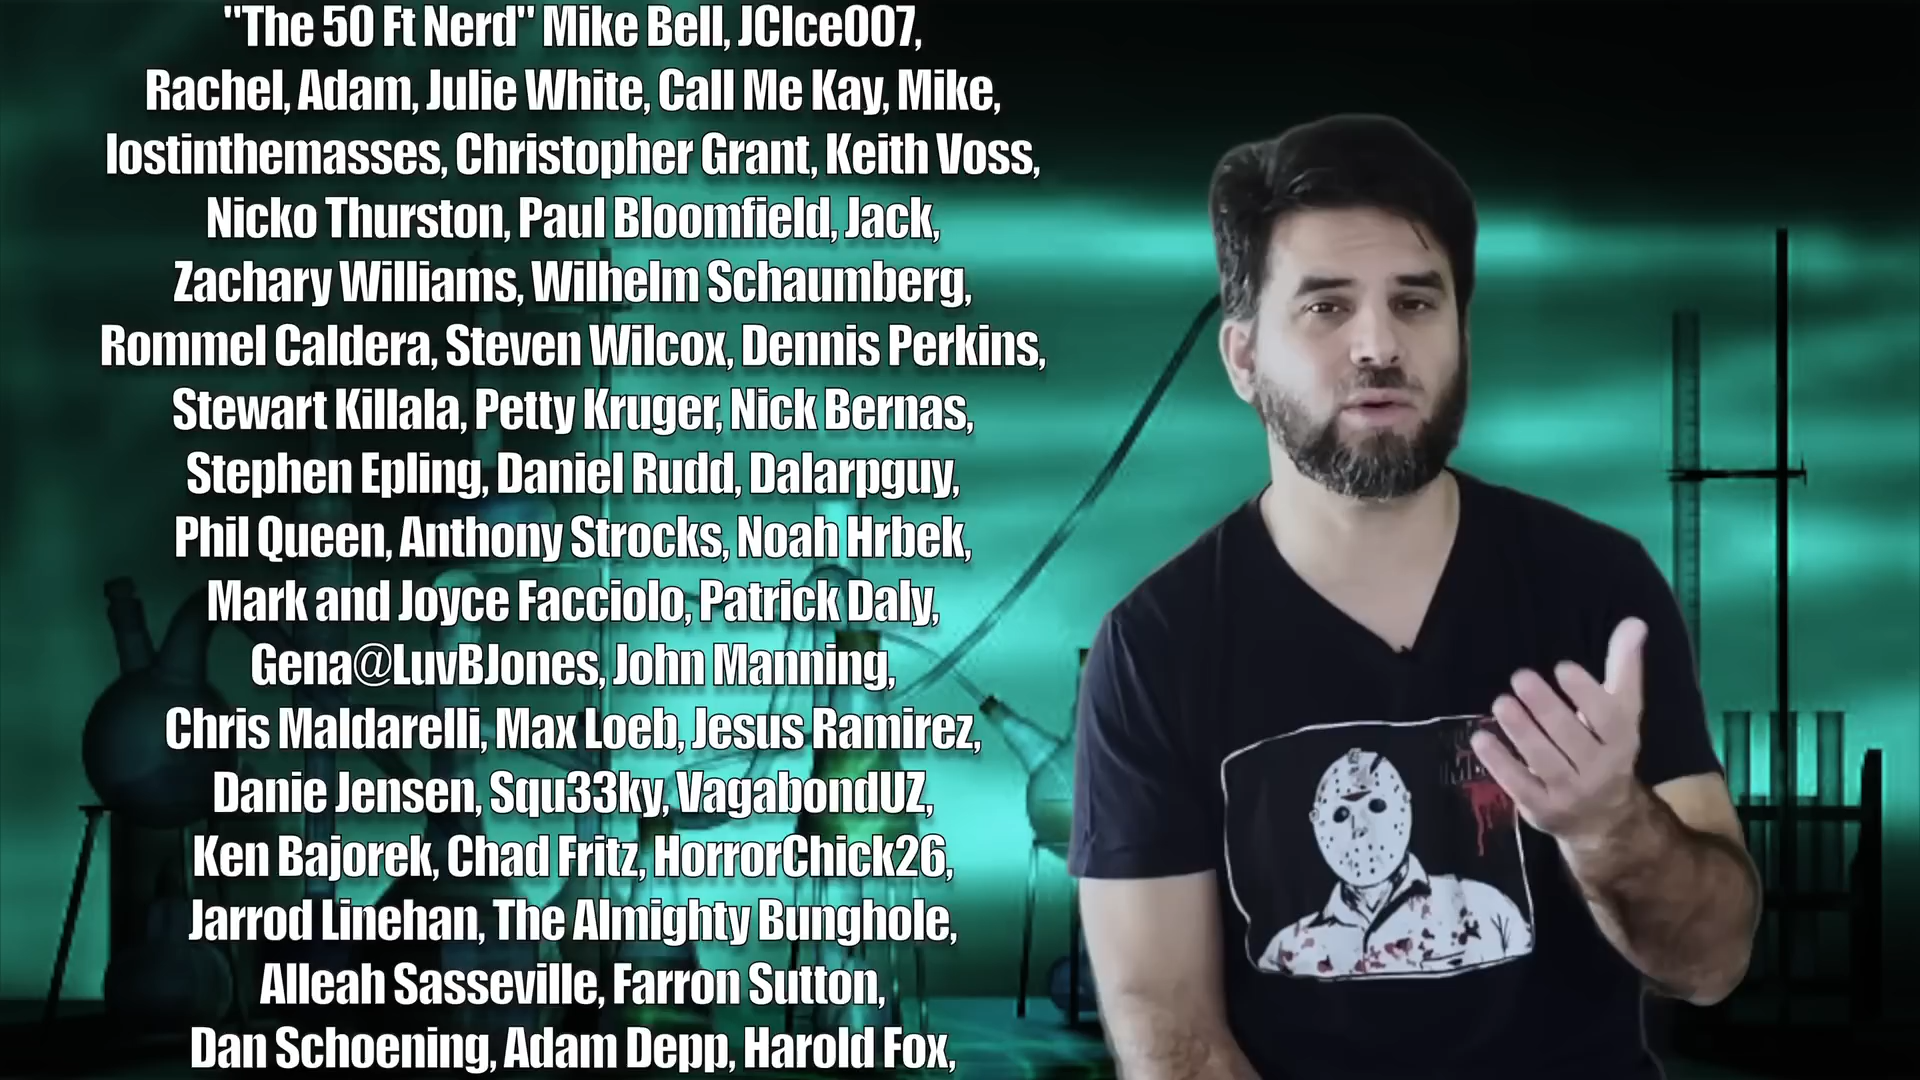 "The 50 Ft Nerd" Mike Bell, JCIce007,
Rachel, Adam, Julie White, Call Me Kay, Mike,
lostinthemasses, Christopher Grant, Keith Voss,
Nicko Thurston, Paul Bloomfield, Jack,
Zachary Williams, Wilhelm Schaumberg,
Rommel Caldera, Steven Wilcox, Dennis Perkins,
Stewart Killala, Petty Kruger, Nick Bernas,
Stephen Epling, Daniel Rudd, Dalarpguy,
Phil Queen, Anthony Strocks, Noah Hrbek,
Mark and Joyce Facciolo, Patrick Daly,
Gena@LuvBJones, John Manning,
Chris Maldarelli, Max Loeb, Jesus Ramirez,
Danie Jensen, Squ33ky, VagabondUZ,
Ken Bajorek, Chad Fritz, HorrorChick26,
Jarrod Linehan, The Almighty Bunghole,
Alleah Sasseville, Farron Sutton,
Dan Schoening, Adam Depp, Harold Fox,